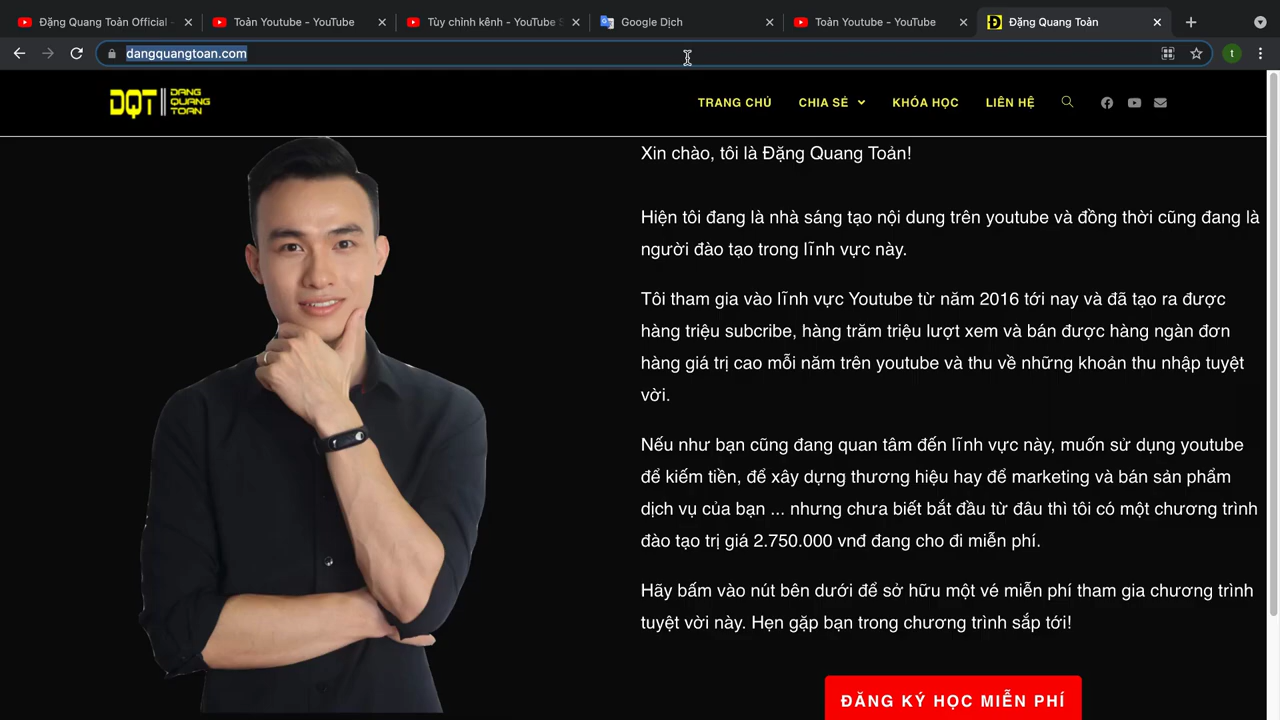 Đặng Quang Toản Official -
Toản Youtube - YouTube
Tùy chỉnh kênh - YouTube S
Google Dịch
Toản Youtube - YouTube
Đặng Quang Toản
dangquangtoan.com
t
DQT
DANG
QUANG
TOAN
TRANG CHỦ
CHIA SẺ
KHÓA HỌC
LIÊN HỆ
Xin chào, tôi là Đặng Quang Toản!
Hiện tôi đang là nhà sáng tạo nội dung trên youtube và đồng thời cũng đang là
người đào tạo trong lĩnh vực này.
Tôi tham gia vào lĩnh vực Youtube từ năm 2016 tới nay và đã tạo ra được
hàng triệu subcribe, hàng trăm triệu lượt xem và bán được hàng ngàn đơn
hàng giá trị cao mỗi năm trên youtube và thu về những khoản thu nhập tuyệt
vời.
Nếu như bạn cũng đang quan tâm đến lĩnh vực này, muốn sử dụng youtube
để kiếm tiền, để xây dựng thương hiệu hay để marketing và bán sản phẩm
dịch vụ của bạn ... nhưng chưa biết bắt đầu từ đâu thì tôi có một chương trình
đào tạo trị giá 2.750.000 vnđ đang cho đi miễn phí.
Hãy bấm vào nút bên dưới để sở hữu một vé miễn phí tham gia chương trình
tuyệt vời này. Hẹn gặp bạn trong chương trình sắp tới!
ĐĂNG KÝ HỌC MIỄN PHÍ